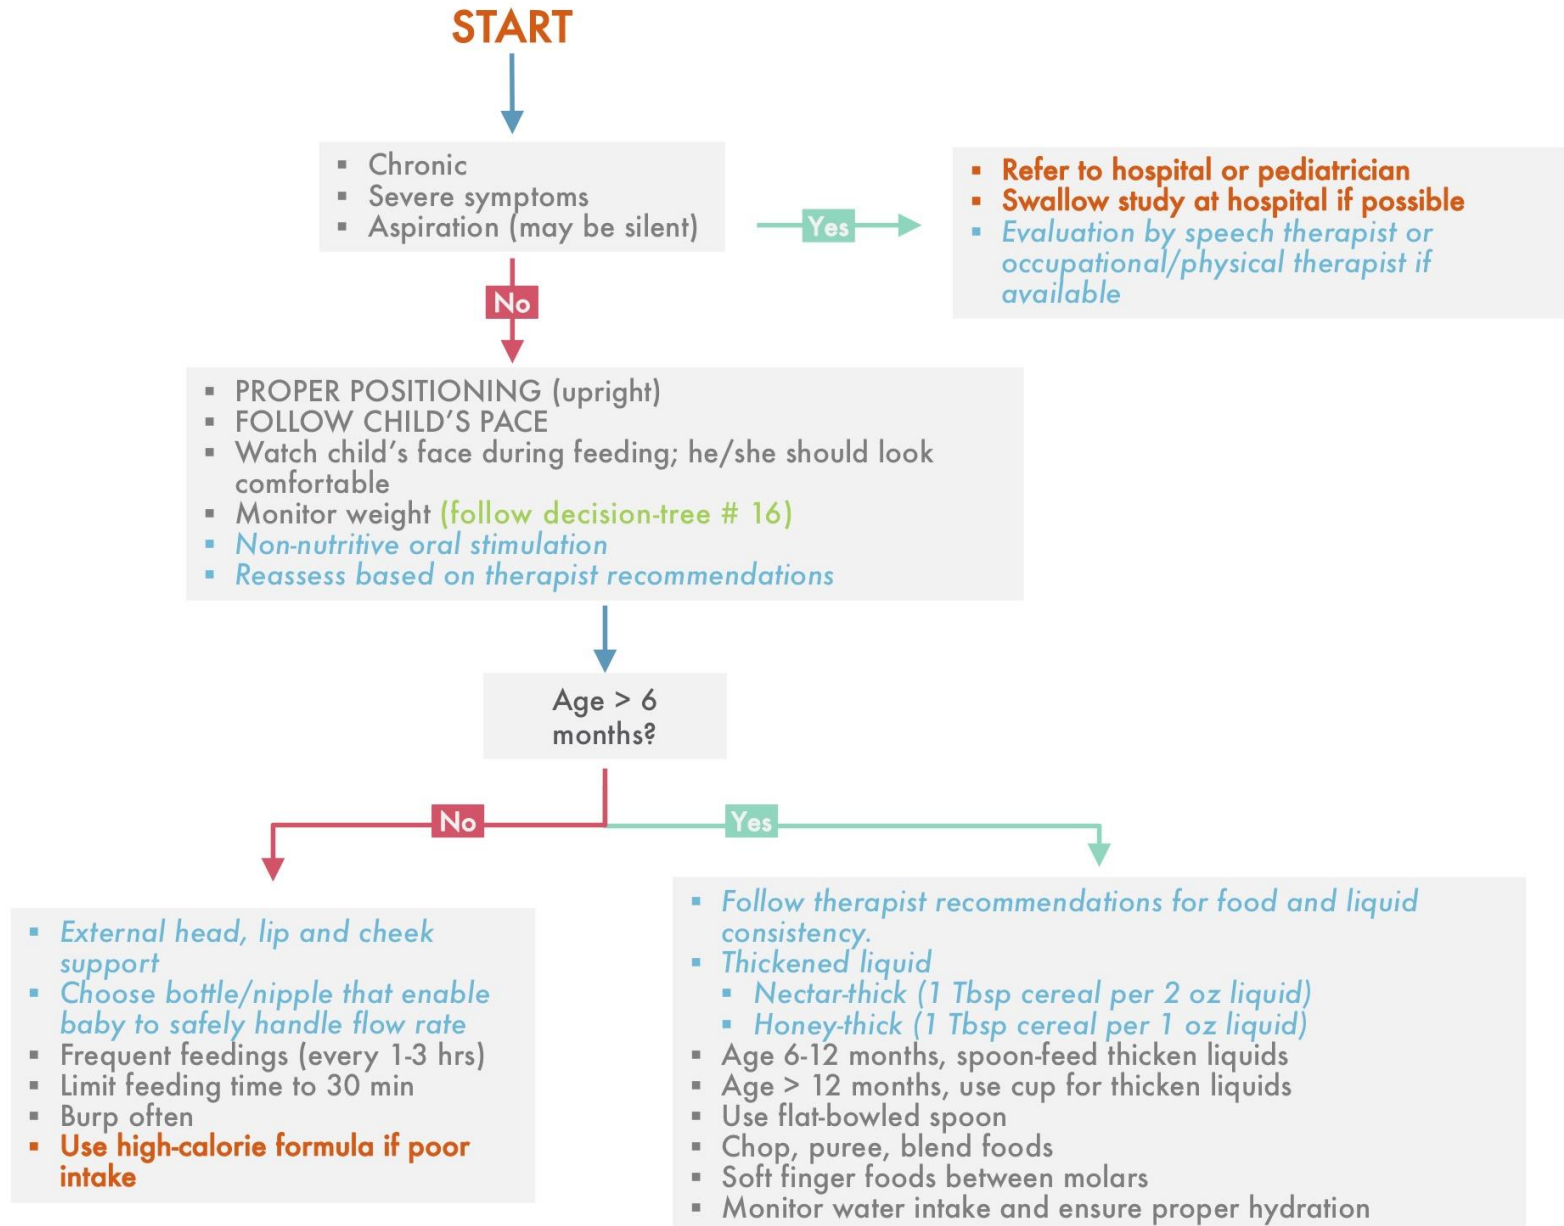 START
▪ Chronic
▪ Severe symptoms
▪ Aspiration (may be silent)
Yes
▪ Refer to hospital or pediatrician
▪ Swallow study at hospital if possible
▪ Evaluation by speech therapist or
occupational/physical therapist if
available
No
▪ PROPER POSITIONING (upright)
▪ FOLLOW CHILD’S PACE
▪ Watch child’s face during feeding; he/she should look
comfortable
▪ Monitor weight (follow decision-tree # 16)
▪ Non-nutritive oral stimulation
▪ Reassess based on therapist recommendations
Age > 6
months?
No
Yes
▪ External head, lip and cheek
support
▪ Choose bottle/nipple that enable
baby to safely handle flow rate
▪ Frequent feedings (every 1-3 hrs)
▪ Limit feeding time to 30 min
▪ Burp often
▪ Use high-calorie formula if poor
intake
▪ Follow therapist recommendations for food and liquid
consistency.
▪ Thickened liquid
▪ Nectar-thick (1 Tbsp cereal per 2 oz liquid)
▪ Honey-thick (1 Tbsp cereal per 1 oz liquid)
▪ Age 6-12 months, spoon-feed thicken liquids
▪ Age > 12 months, use cup for thicken liquids
▪ Use flat-bowled spoon
▪ Chop, puree, blend foods
▪ Soft finger foods between molars
▪ Monitor water intake and ensure proper hydration